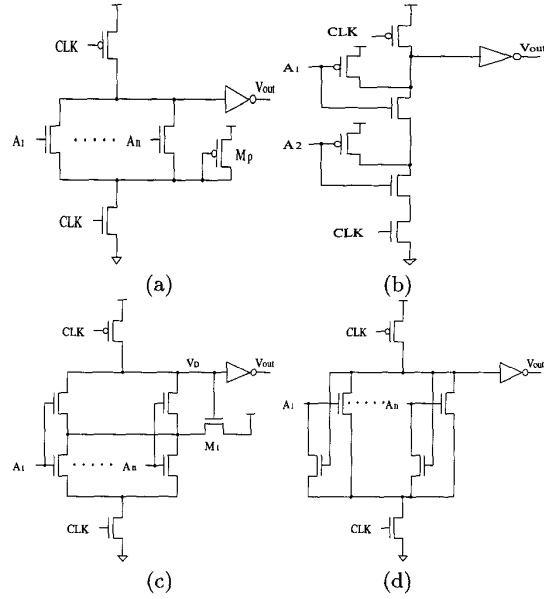 CLK
Vout
A1 ..... An
Mp
CLK
(a)
CLK
Vout
A1
A2
CLK
(b)
CLK
VD
Vout
M1
A1 ..... An
CLK
(c)
CLK
Vout
A1 ..... An
CLK
(d)